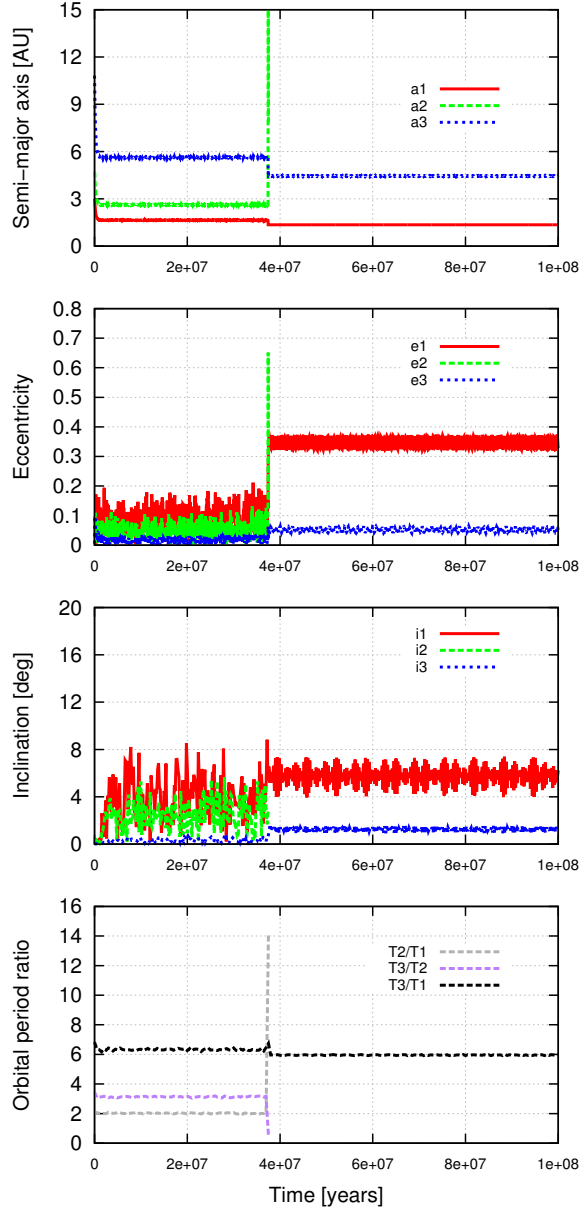 Semi-major axis [AU]
15
12
9
6
3
0
a1
a2
a3
0 2e+07 4e+07 6e+07 8e+07 1e+08
Eccentricity
0.8
0.7
0.6
0.5
0.4
0.3
0.2
0.1
0
e1
e2
e3
0 2e+07 4e+07 6e+07 8e+07 1e+08
Inclination [deg]
20
16
12
8
4
0
i1
i2
i3
0 2e+07 4e+07 6e+07 8e+07 1e+08
Orbital period ratio
16
14
12
10
8
6
4
2
0
T2/T1
T3/T2
T3/T1
0 2e+07 4e+07 6e+07 8e+07 1e+08
Time [years]